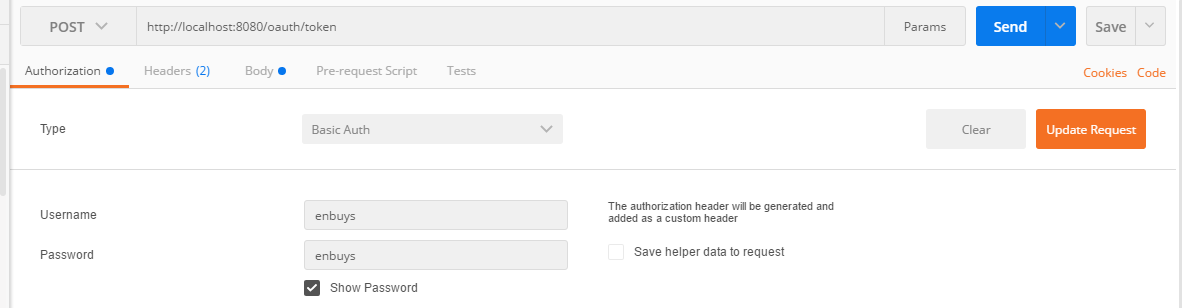 POST http://localhost:8080/oauth/token Params Send Save
Authorization Headers (2) Body Pre-request Script Tests Cookies Code
Type Basic Auth Clear Update Request
Username enbuys
The authorization header will be generated and
added as a custom header
Password enbuys Save helper data to request
Show Password